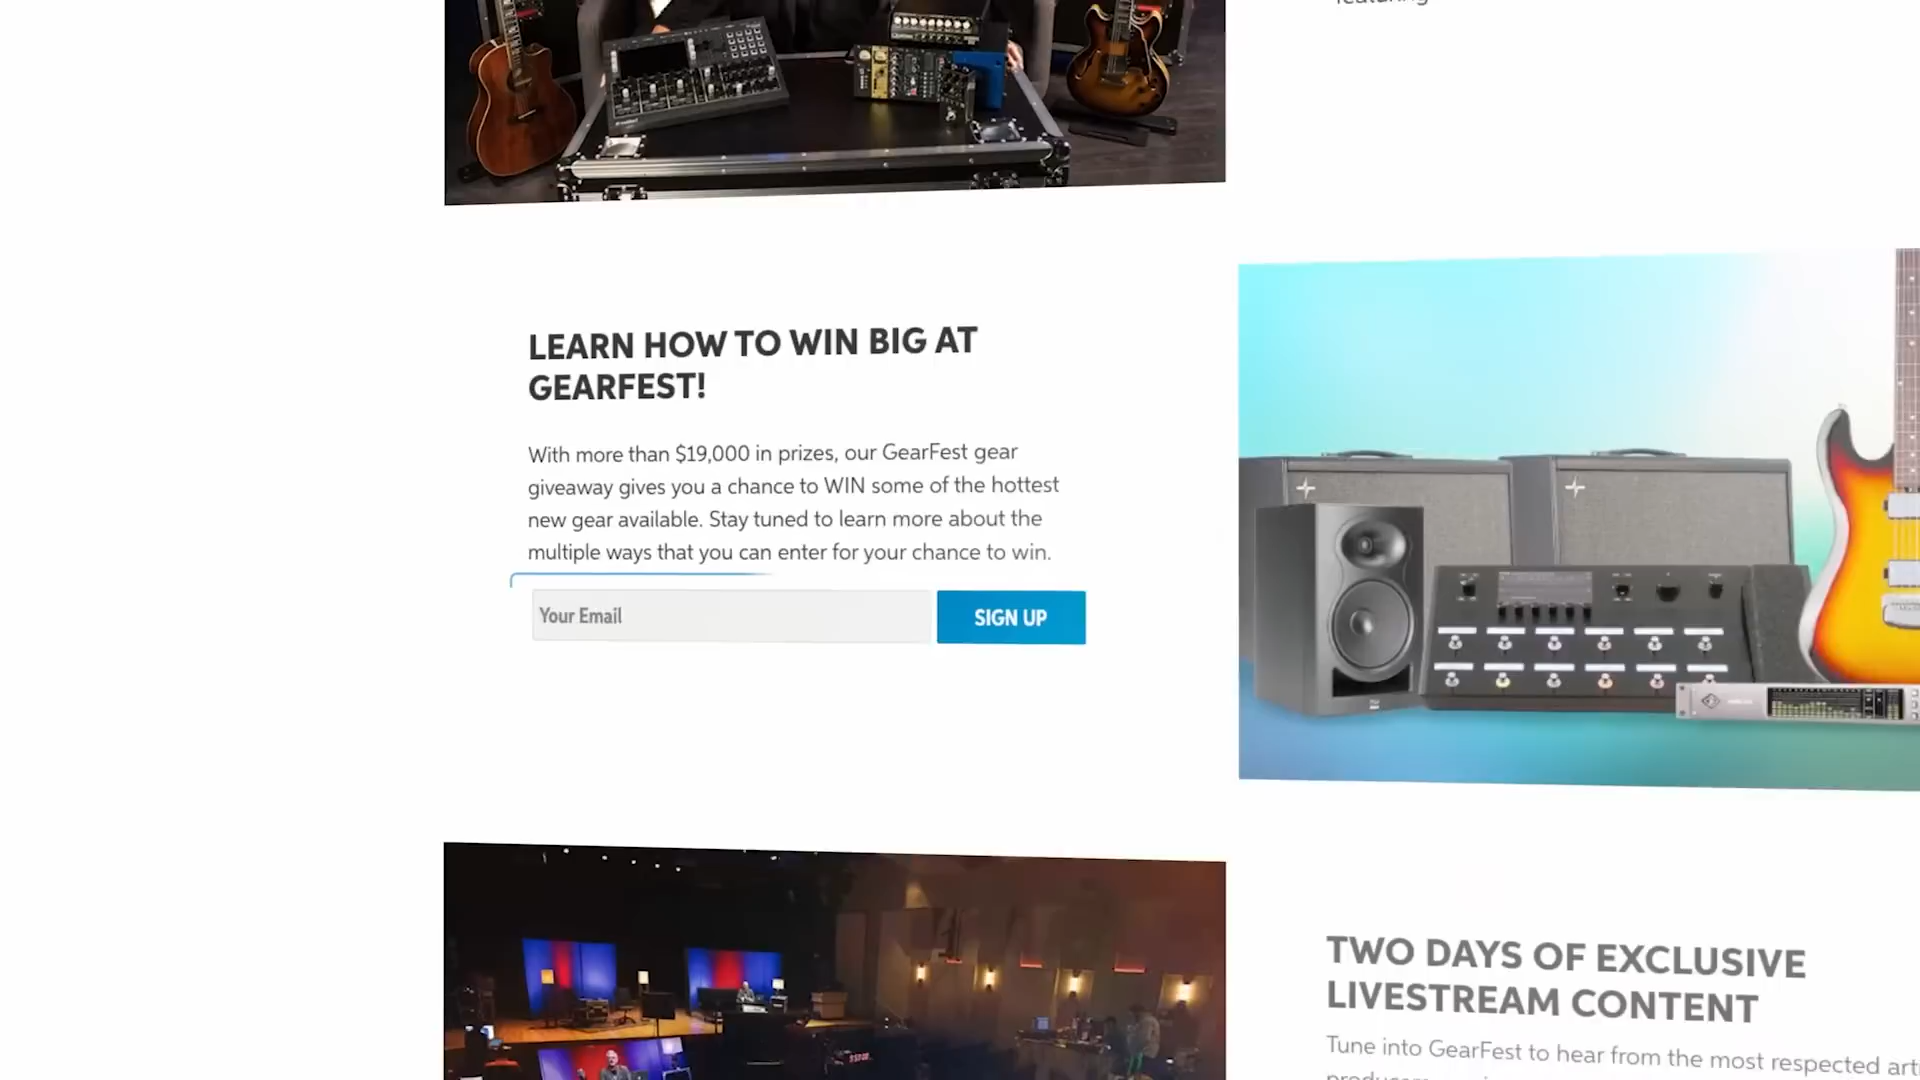 featuring
LEARN HOW TO WIN BIG AT
GEARFEST!
With more than $19,000 in prizes, our GearFest gear
giveaway gives you a chance to WIN some of the hottest
new gear available. Stay tuned to learn more about the
multiple ways that you can enter for your chance to win.
Your Email
SIGN UP
TWO DAYS OF EXCLUSIVE
LIVESTREAM CONTENT
Tune into GearFest to hear from the most respected art